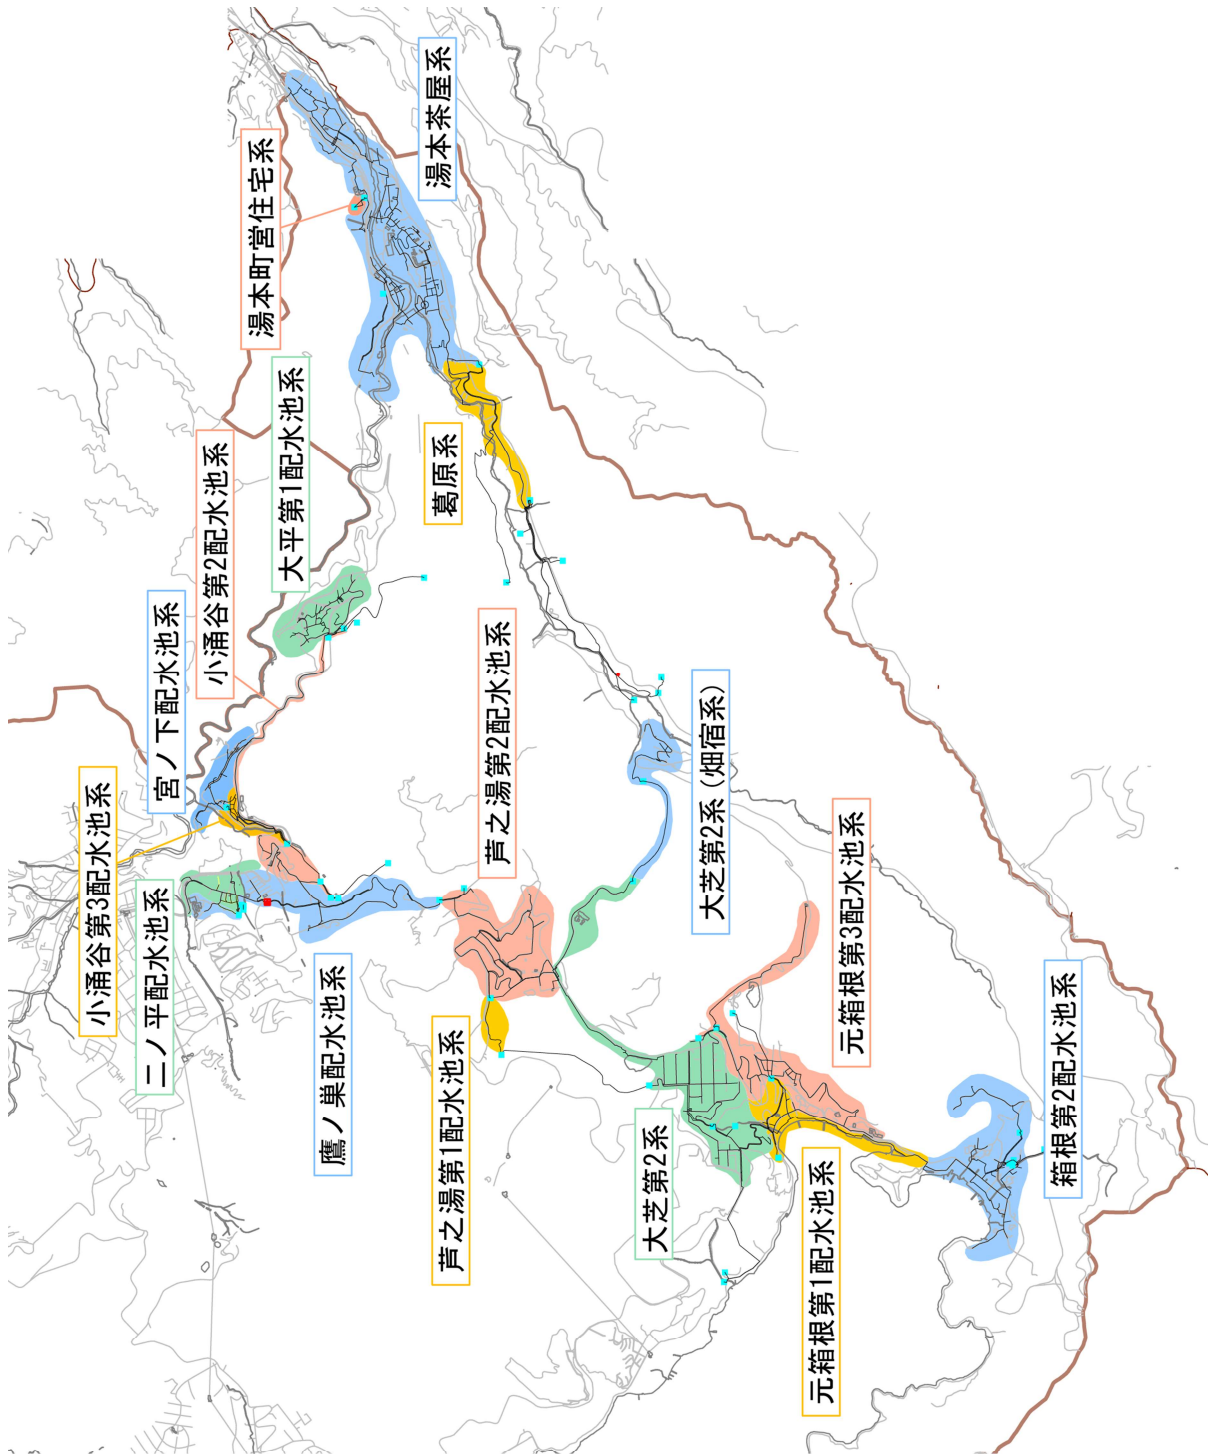 二ノ平配水池系
小涌谷第3配水池系
宮ノ下配水池系
小涌谷第2配水池系
大平第1配水池系
湯本町営住宅系
湯本茶屋系
鷹ノ巣配水池系
芦之湯第1配水池系
芦之湯第2配水池系
葛原系
大芝第2系
大芝第2系（畑宿系）
元箱根第1配水池系
元箱根第3配水池系
箱根第2配水池系